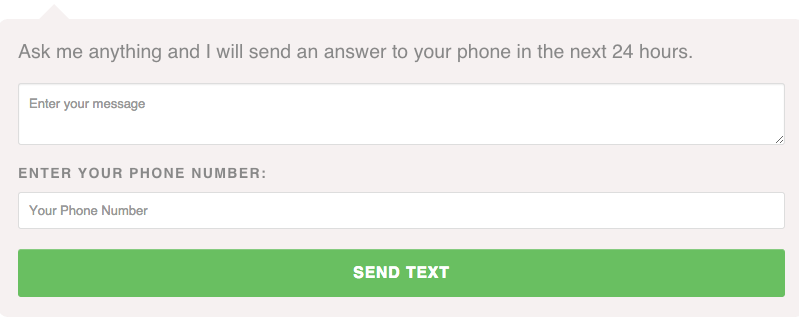 Ask me anything and I will send an answer to your phone in the next 24 hours.
Enter your message
ENTER YOUR PHONE NUMBER:
Your Phone Number
SEND TEXT